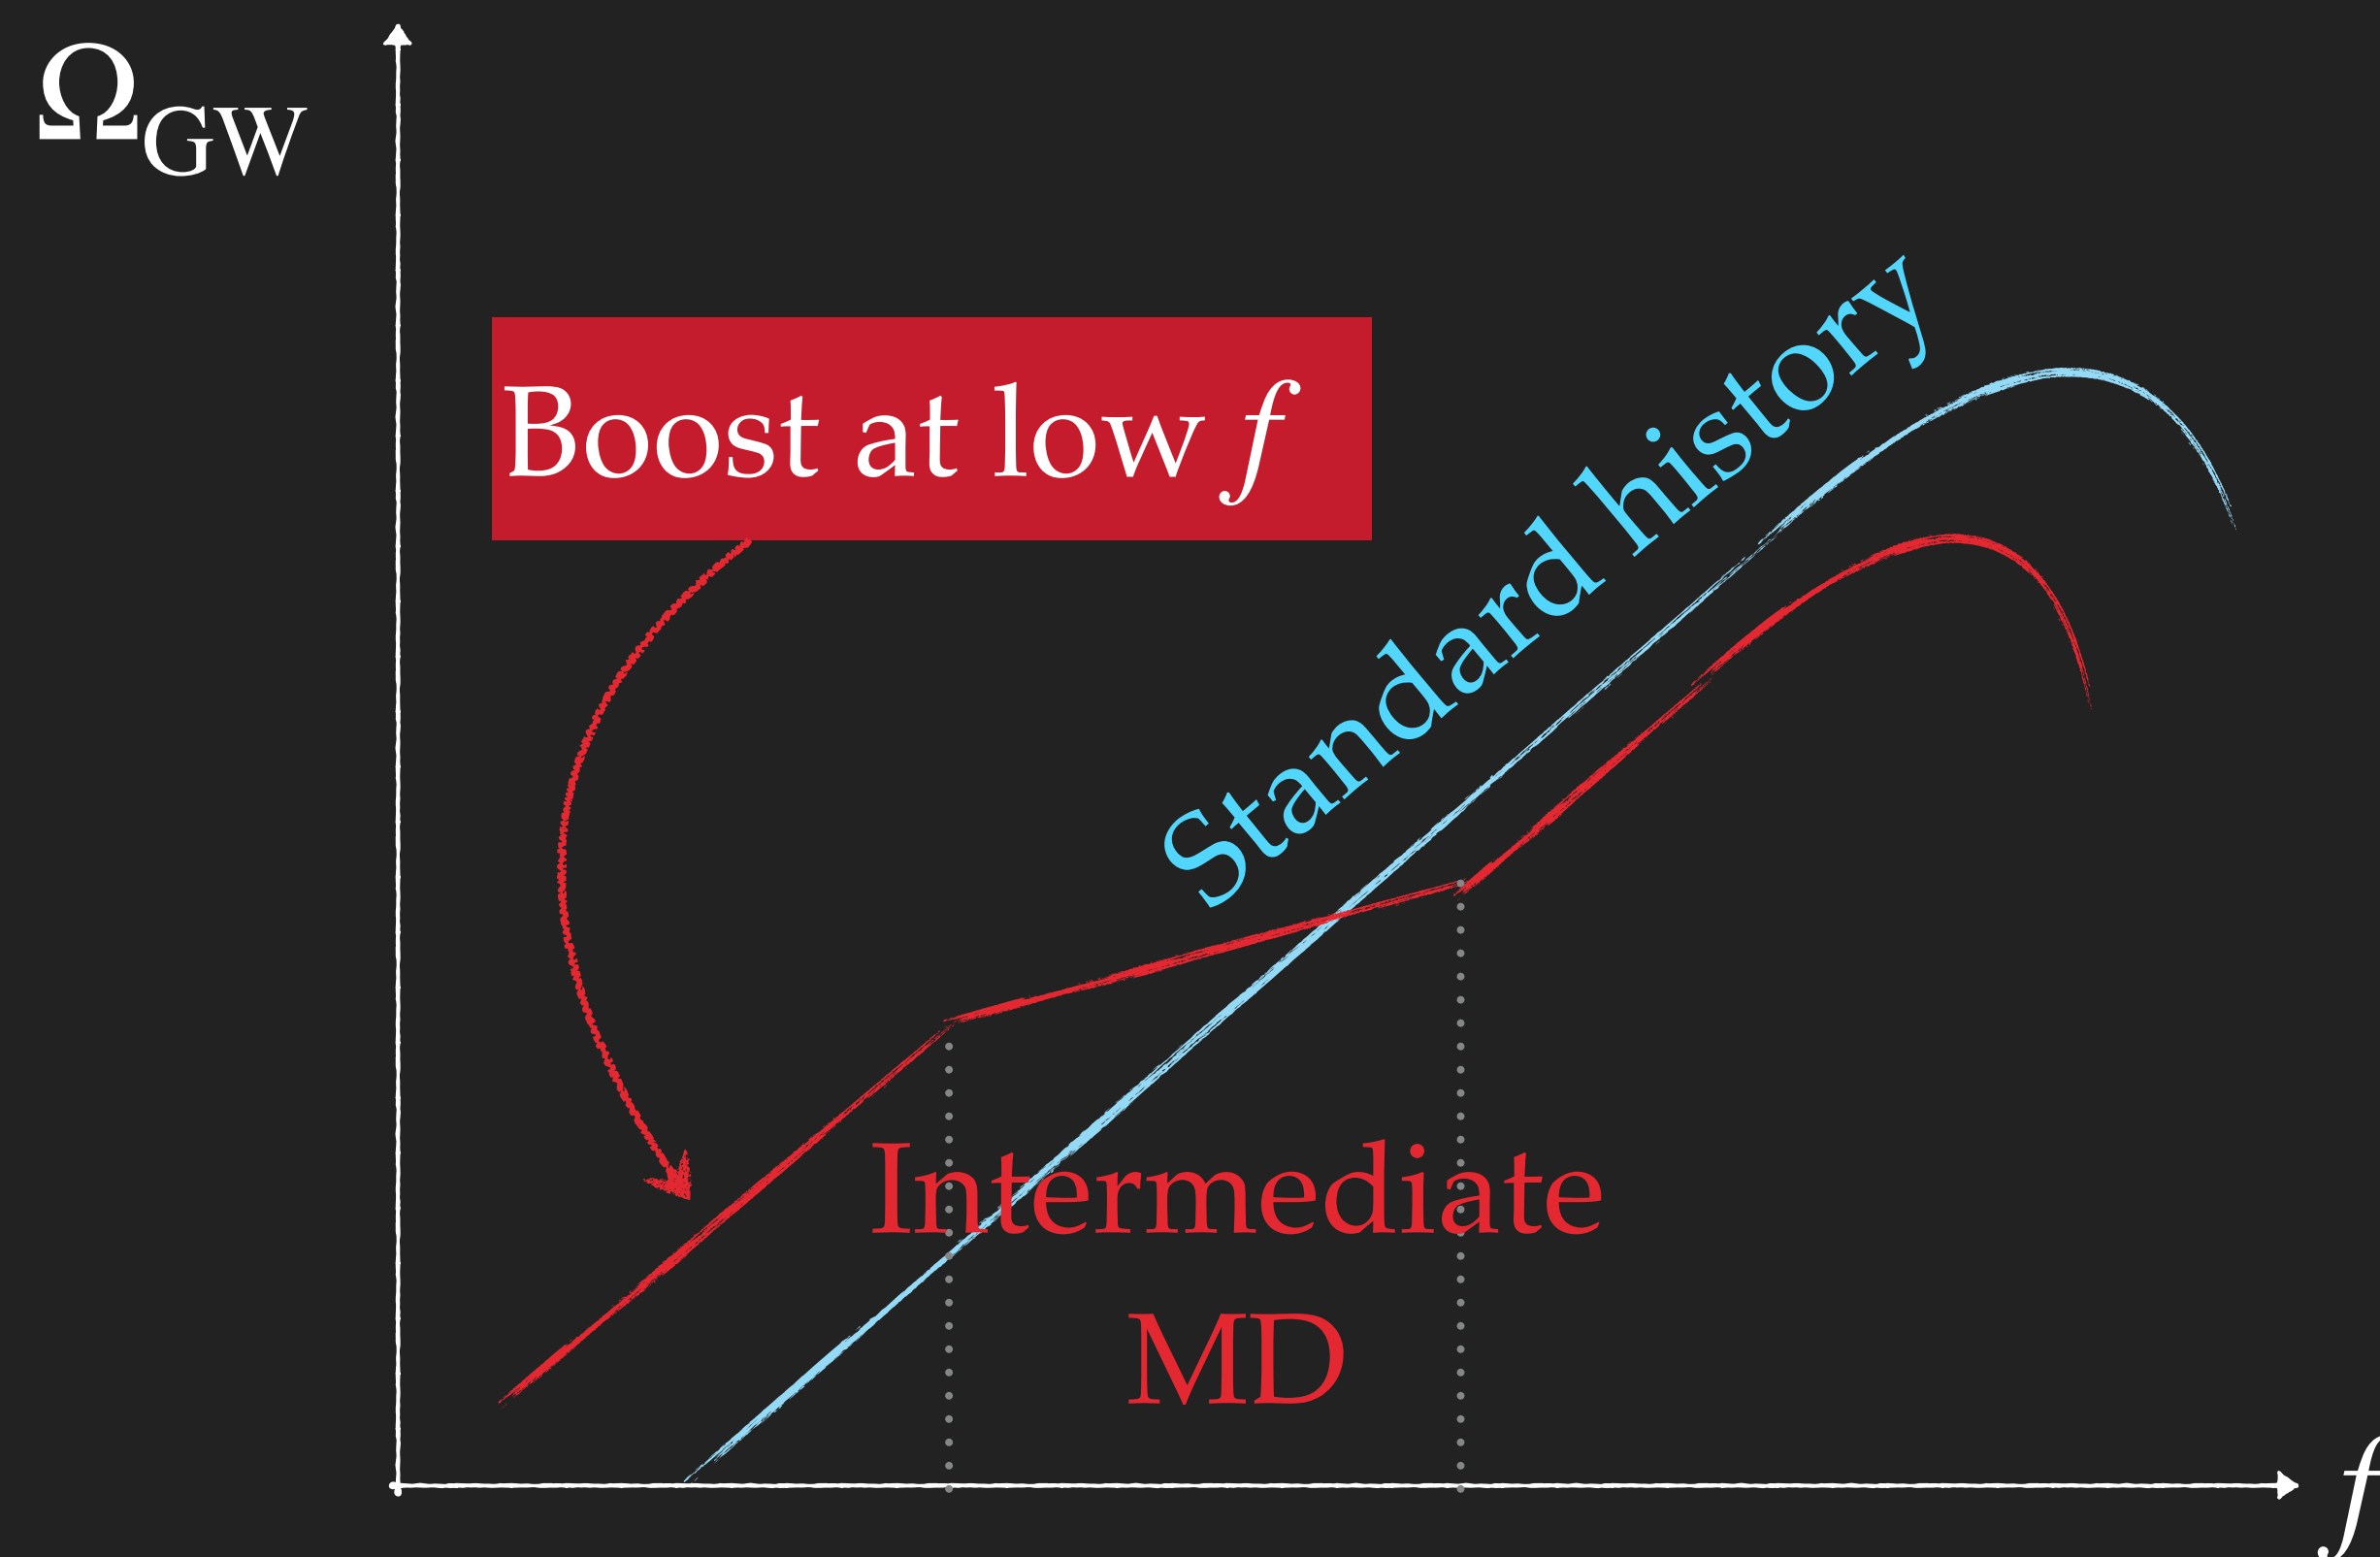 Ω_GW
Boost at low f
Standard history
Intermediate
MD
f